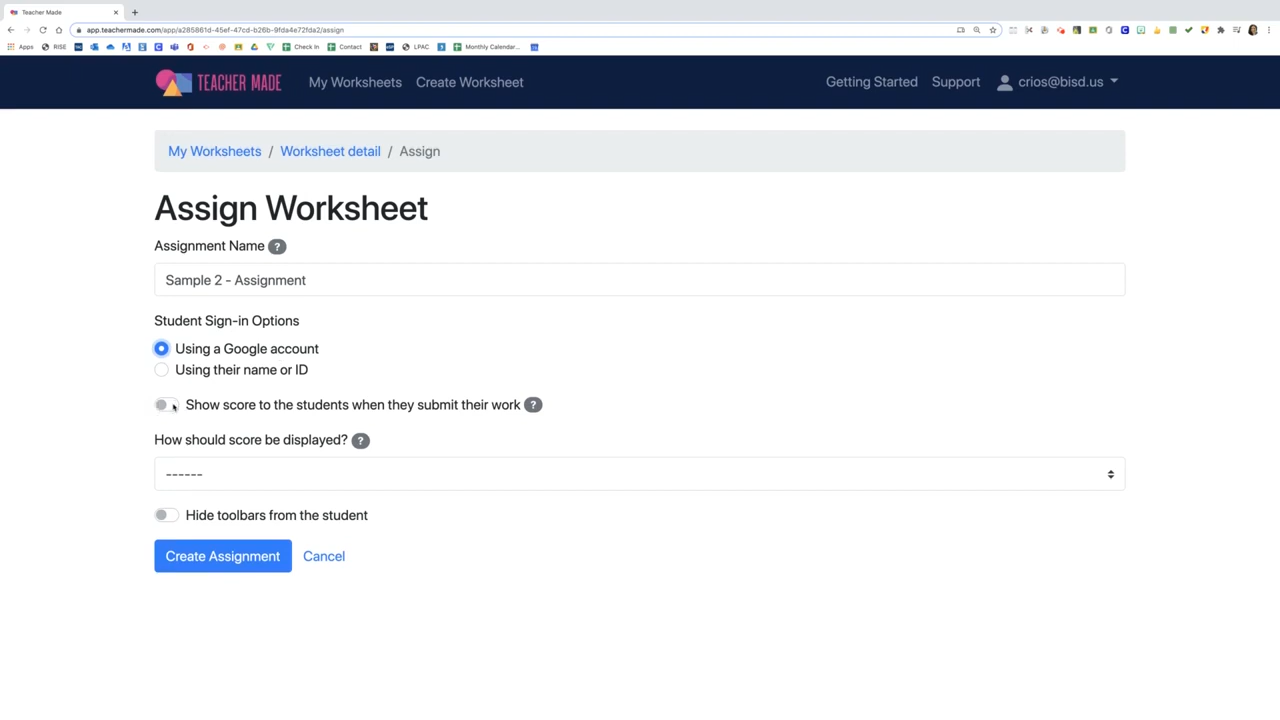 Teacher Made
app.teachermade.com/app/a285861d-45ef-47cd-b26b-9fda4e72fda2/assign
Apps RISE Check In Contact LPAC Monthly Calendar...
TEACHER MADE My Worksheets Create Worksheet Getting Started Support crios@bisd.us
My Worksheets / Worksheet detail / Assign
Assign Worksheet
Assignment Name ?
Sample 2 - Assignment
Student Sign-in Options
Using a Google account
Using their name or ID
Show score to the students when they submit their work ?
How should score be displayed? ?
------
Hide toolbars from the student
Create Assignment Cancel